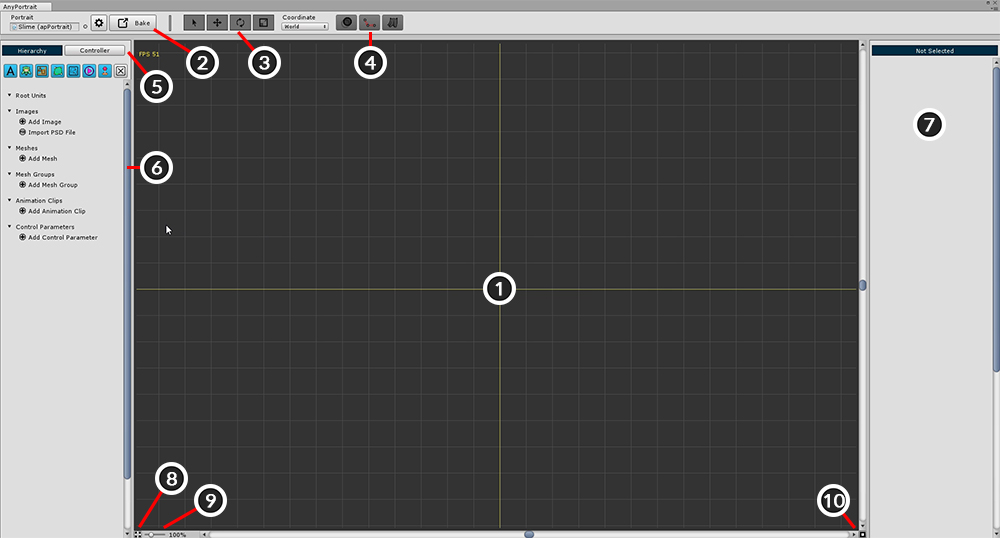 AnyPortrait
Portrait
Slime (apPortrait)
Bake
Coordinate
World
Hierarchy
Controller
Not Selected
FPS 51
A
Root Units
Images
Add Image
Import PSD File
Meshes
Add Mesh
Mesh Groups
Add Mesh Group
Animation Clips
Add Animation Clip
Control Parameters
Add Control Parameter
100%
1
2
3
4
5
6
7
8
9
10